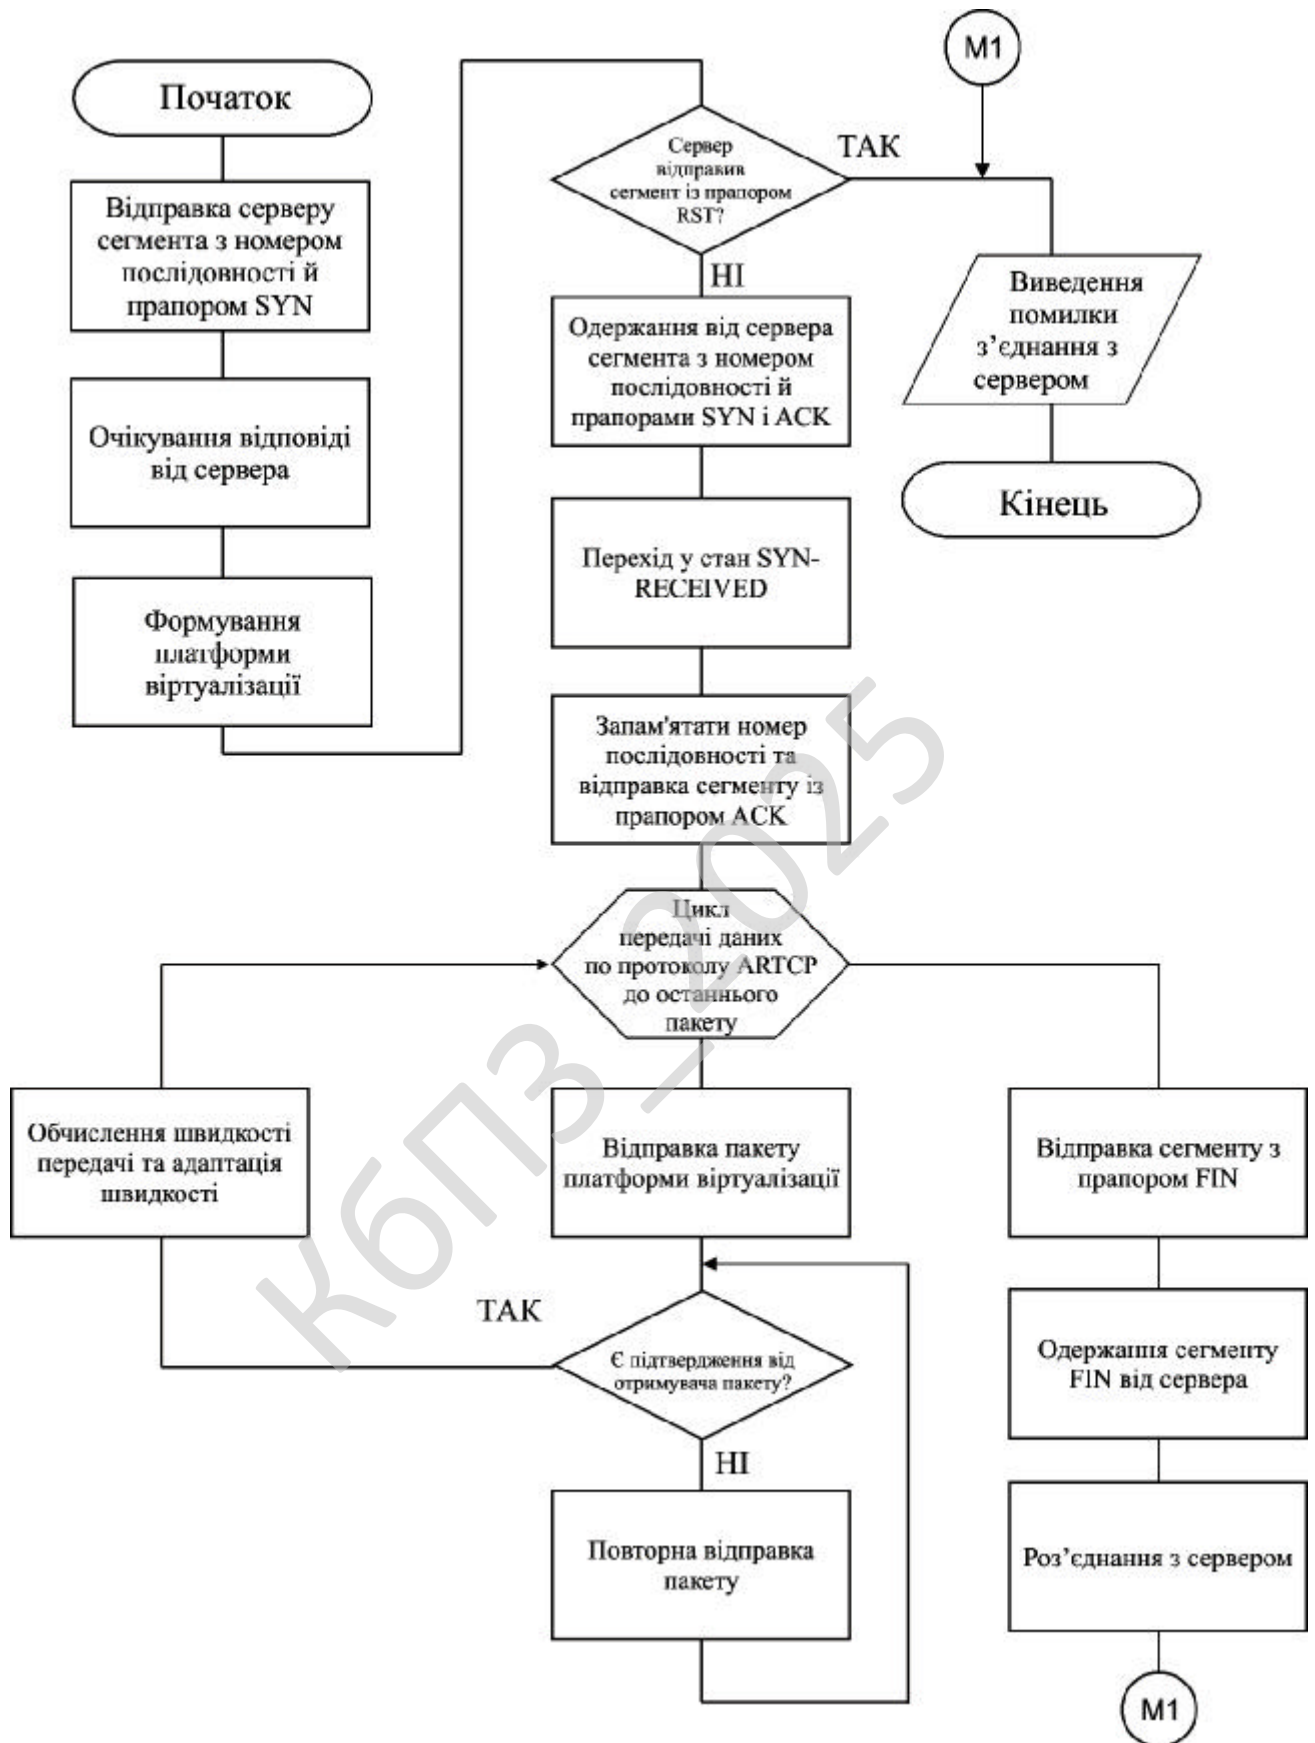 Початок
Відправка серверу
сегмента з номером
послідовності й
прапором SYN
Очікування відповіді
від сервера
Формування
платформи
віртуалізації
M1
Сервер
відправив
сегмент із прапором
RST?
ТАК
НІ
Виведення
помилки
з’єднання з
сервером
Кінець
Одержання від сервера
сегмента з номером
послідовності й
прапорами SYN і ACK
Перехід у стан SYN-
RECEIVED
Запам'ятати номер
послідовності та
відправка сегменту із
прапором ACK
Цикл
передачі даних
по протоколу ARTCP
до останнього
пакету
Обчислення швидкості
передачі та адаптація
швидкості
Відправка пакету
платформи віртуалізації
Відправка сегменту з
прапором FIN
ТАК
Є підтвердження від
отримувача пакету?
НІ
Повторна відправка
пакету
Одержання сегменту
FIN від сервера
Роз’єднання з сервером
M1
КбПЗ_2025